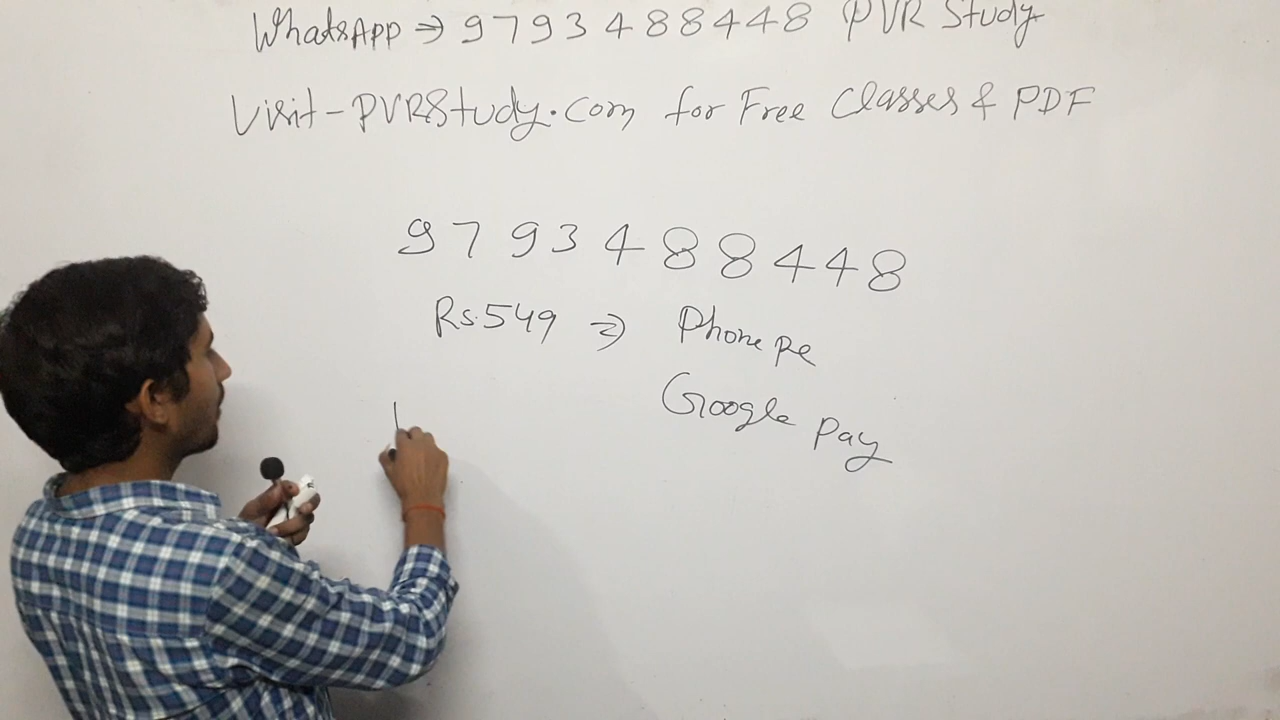 WhatsApp ⇒ 9793488448 PVR Study
Visit-PVRStudy.com for Free Classes & PDF
9793488448
Rs.549 ⇒ Phone Pe
Google Pay